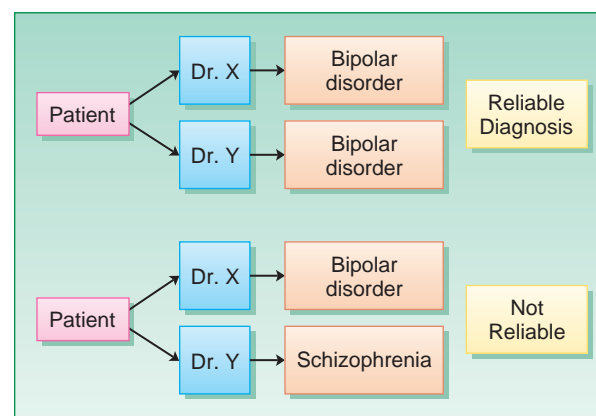 Patient
Dr. X
Bipolar
disorder
Dr. Y
Bipolar
disorder
Reliable
Diagnosis
Patient
Dr. X
Bipolar
disorder
Dr. Y
Schizophrenia
Not
Reliable